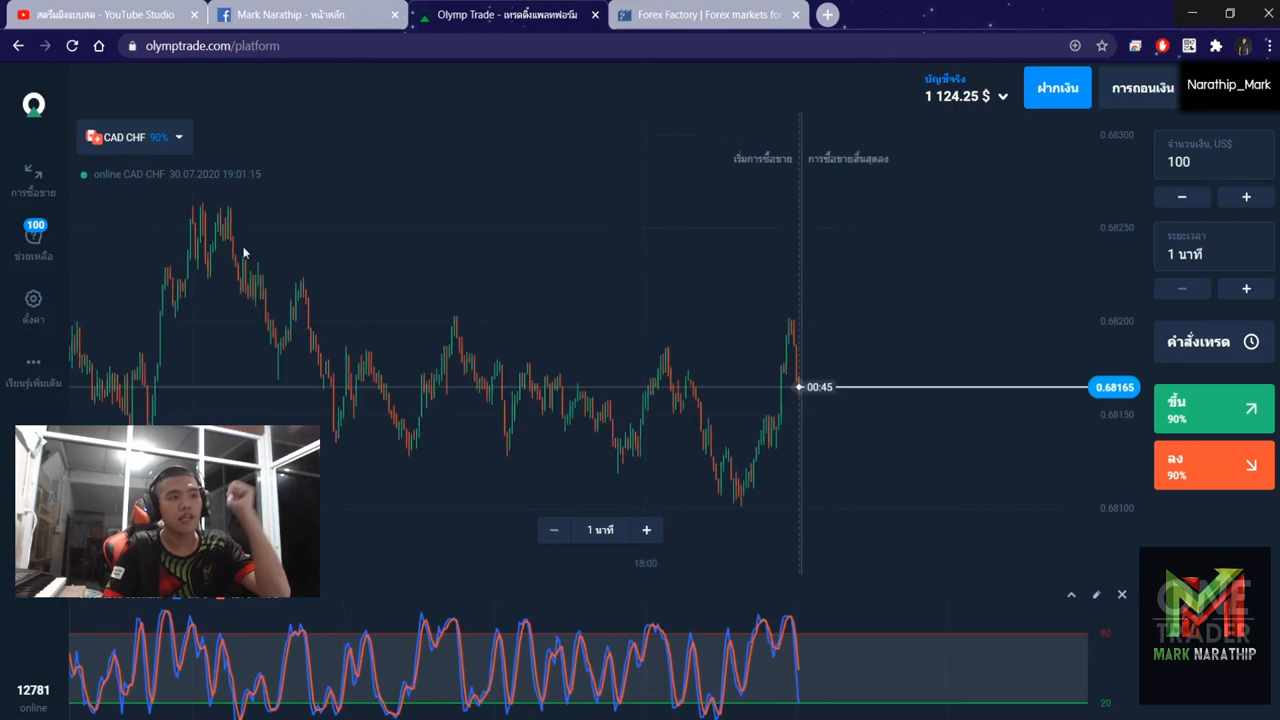 สตรีมมิงแบบสด - YouTube Studio
Mark Narathip - หน้าหลัก
Olymp Trade - เทรดดิ้งแพลทฟอร์ม
Forex Factory | Forex markets for
olymptrade.com/platform
บัญชีจริง
1 124.25 $
ฝากเงิน
การถอนเงิน
Narathip_Mark
CAD CHF 90%
online CAD CHF 30.07.2020 19:01:15
เริ่มการซื้อขาย
การซื้อขายสิ้นสุดลง
0.68300
0.68250
0.68200
0.68165
0.68150
0.68100
00:45
จำนวนเงิน, US$
100
ระยะเวลา
1 นาที
คำสั่งเทรด
ขึ้น
90%
ลง
90%
การซื้อขาย
100
ช่วยเหลือ
ตั้งค่า
เรียนรู้เพิ่มเติม
1 นาที
18:00
80
20
12781
online
ONE
TRADER
MARK NARATHIP